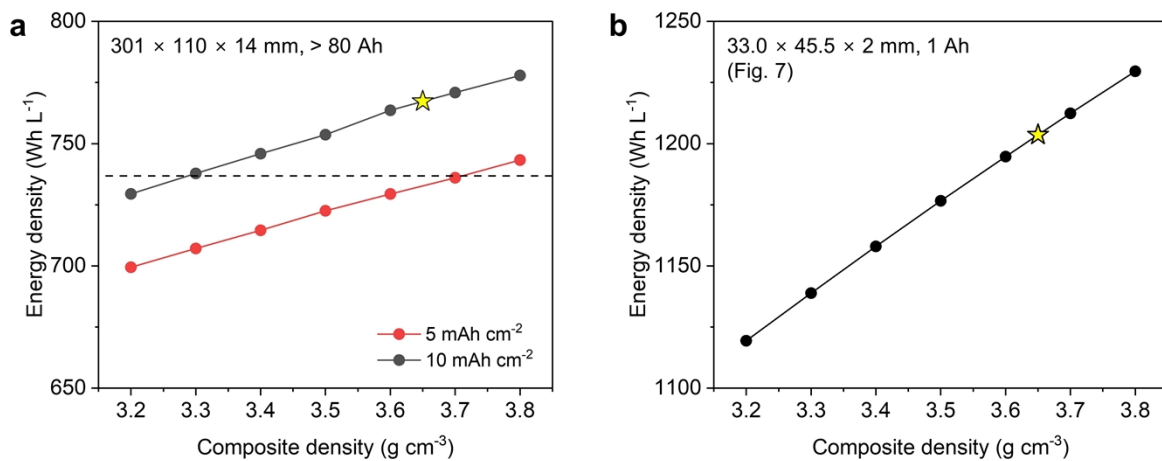 a
301 × 110 × 14 mm, > 80 Ah
800
750
700
650
Energy density (Wh L⁻¹)
5 mAh cm⁻²
10 mAh cm⁻²
3.2 3.3 3.4 3.5 3.6 3.7 3.8
Composite density (g cm⁻³)
b
33.0 × 45.5 × 2 mm, 1 Ah
(Fig. 7)
1250
1200
1150
1100
Energy density (Wh L⁻¹)
3.2 3.3 3.4 3.5 3.6 3.7 3.8
Composite density (g cm⁻³)